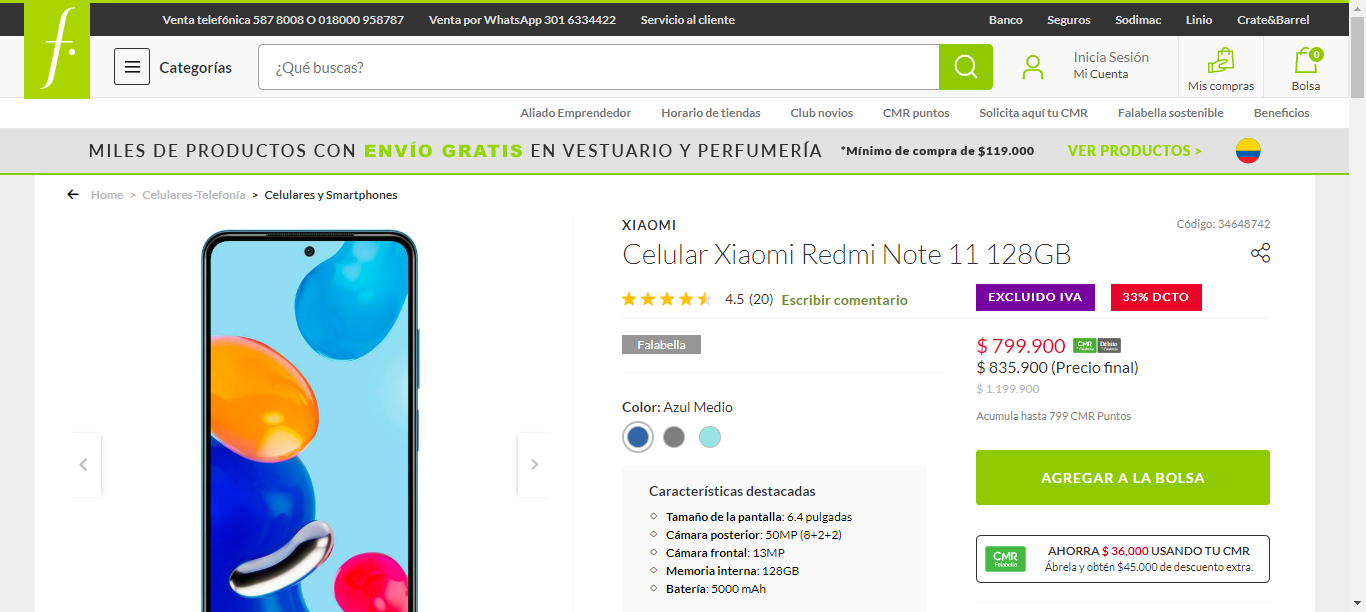 Venta telefónica 587 8008 O 018000 958787 Venta por WhatsApp 301 6334422 Servicio al cliente Banco Seguros Sodimac Linio Crate&Barrel
f.
Categorías ¿Qué buscas? Inicia Sesión
Mi Cuenta
Mis compras
0
Bolsa
Aliado Emprendedor Horario de tiendas Club novios CMR puntos Solicita aquí tu CMR Falabella sostenible Beneficios
MILES DE PRODUCTOS CON ENVÍO GRATIS EN VESTUARIO Y PERFUMERÍA *Mínimo de compra de $119.000 VER PRODUCTOS >
Home > Celulares-Telefonía > Celulares y Smartphones
XIAOMI
Código: 34648742
Celular Xiaomi Redmi Note 11 128GB
4.5 (20) Escribir comentario
EXCLUIDO IVA 33% DCTO
Falabella
$ 799.900 CMR Débito
$ 835.900 (Precio final)
$ 1.199.900
Acumula hasta 799 CMR Puntos
Color: Azul Medio
AGREGAR A LA BOLSA
Características destacadas
Tamaño de la pantalla: 6.4 pulgadas
Cámara posterior: 50MP (8+2+2)
Cámara frontal: 13MP
Memoria interna: 128GB
Batería: 5000 mAh
CMR
Falabella
AHORRA $ 36,000 USANDO TU CMR
Ábrela y obtén $45.000 de descuento extra.